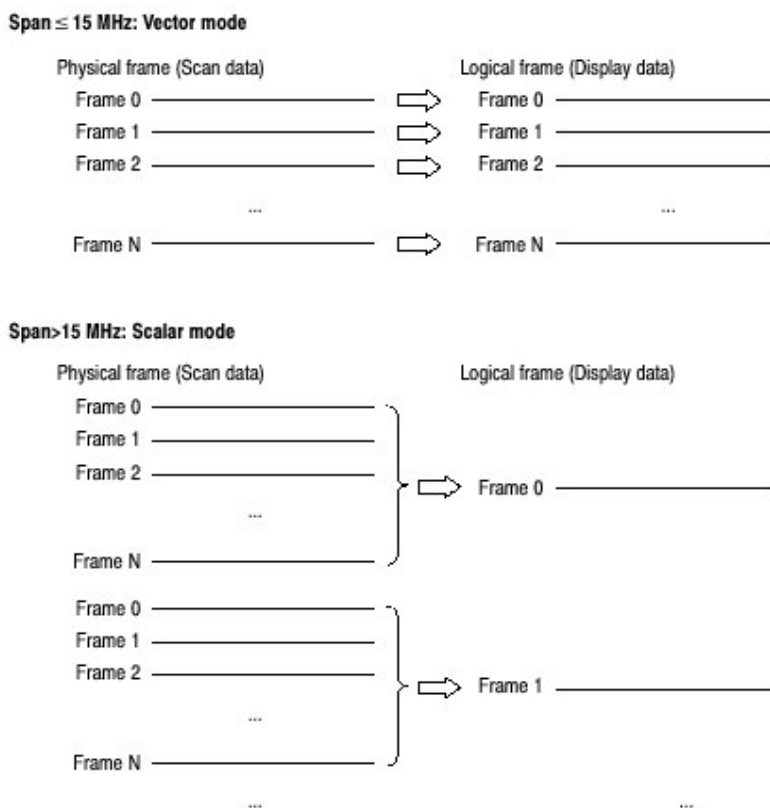 Span ≤ 15 MHz: Vector mode
Physical frame (Scan data) Logical frame (Display data)
Frame 0 Frame 0
Frame 1 Frame 1
Frame 2 Frame 2
... ...
Frame N Frame N
Span>15 MHz: Scalar mode
Physical frame (Scan data) Logical frame (Display data)
Frame 0
Frame 1
Frame 2
Frame 0
...
Frame N
Frame 0
Frame 1
Frame 2
Frame 1
...
Frame N
... ...